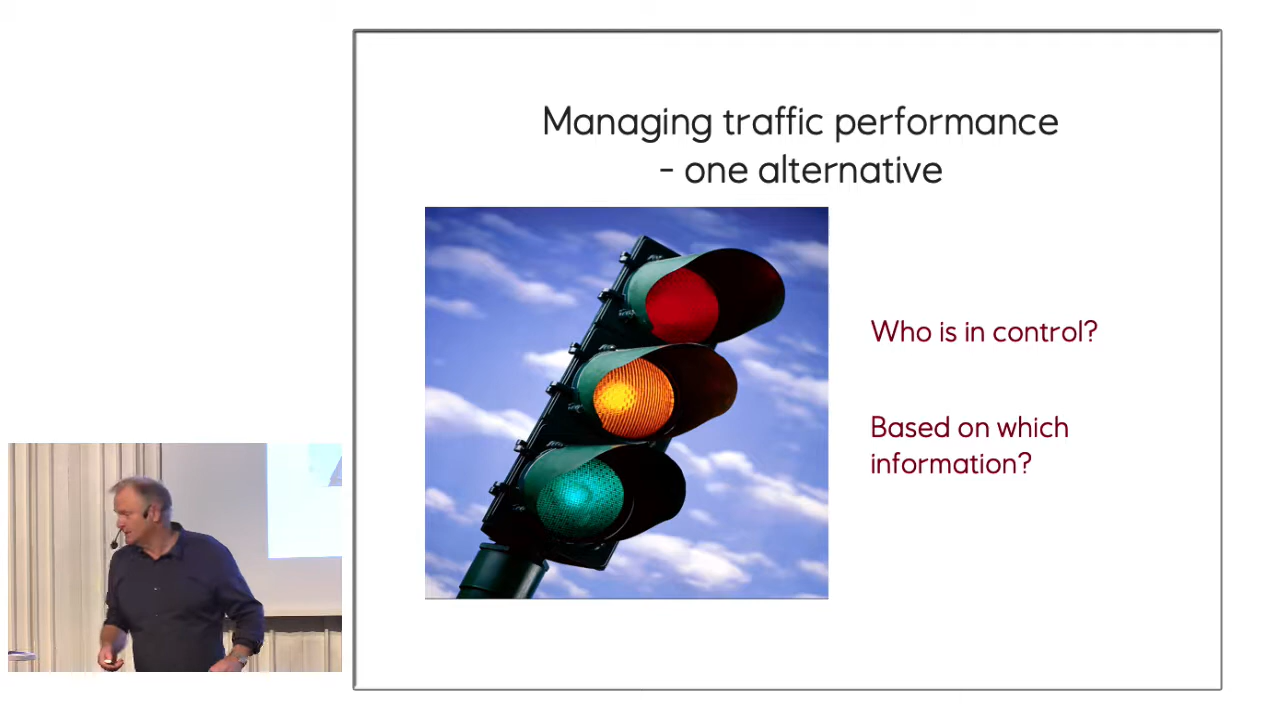 Managing traffic performance
- one alternative
Who is in control?
Based on which
information?